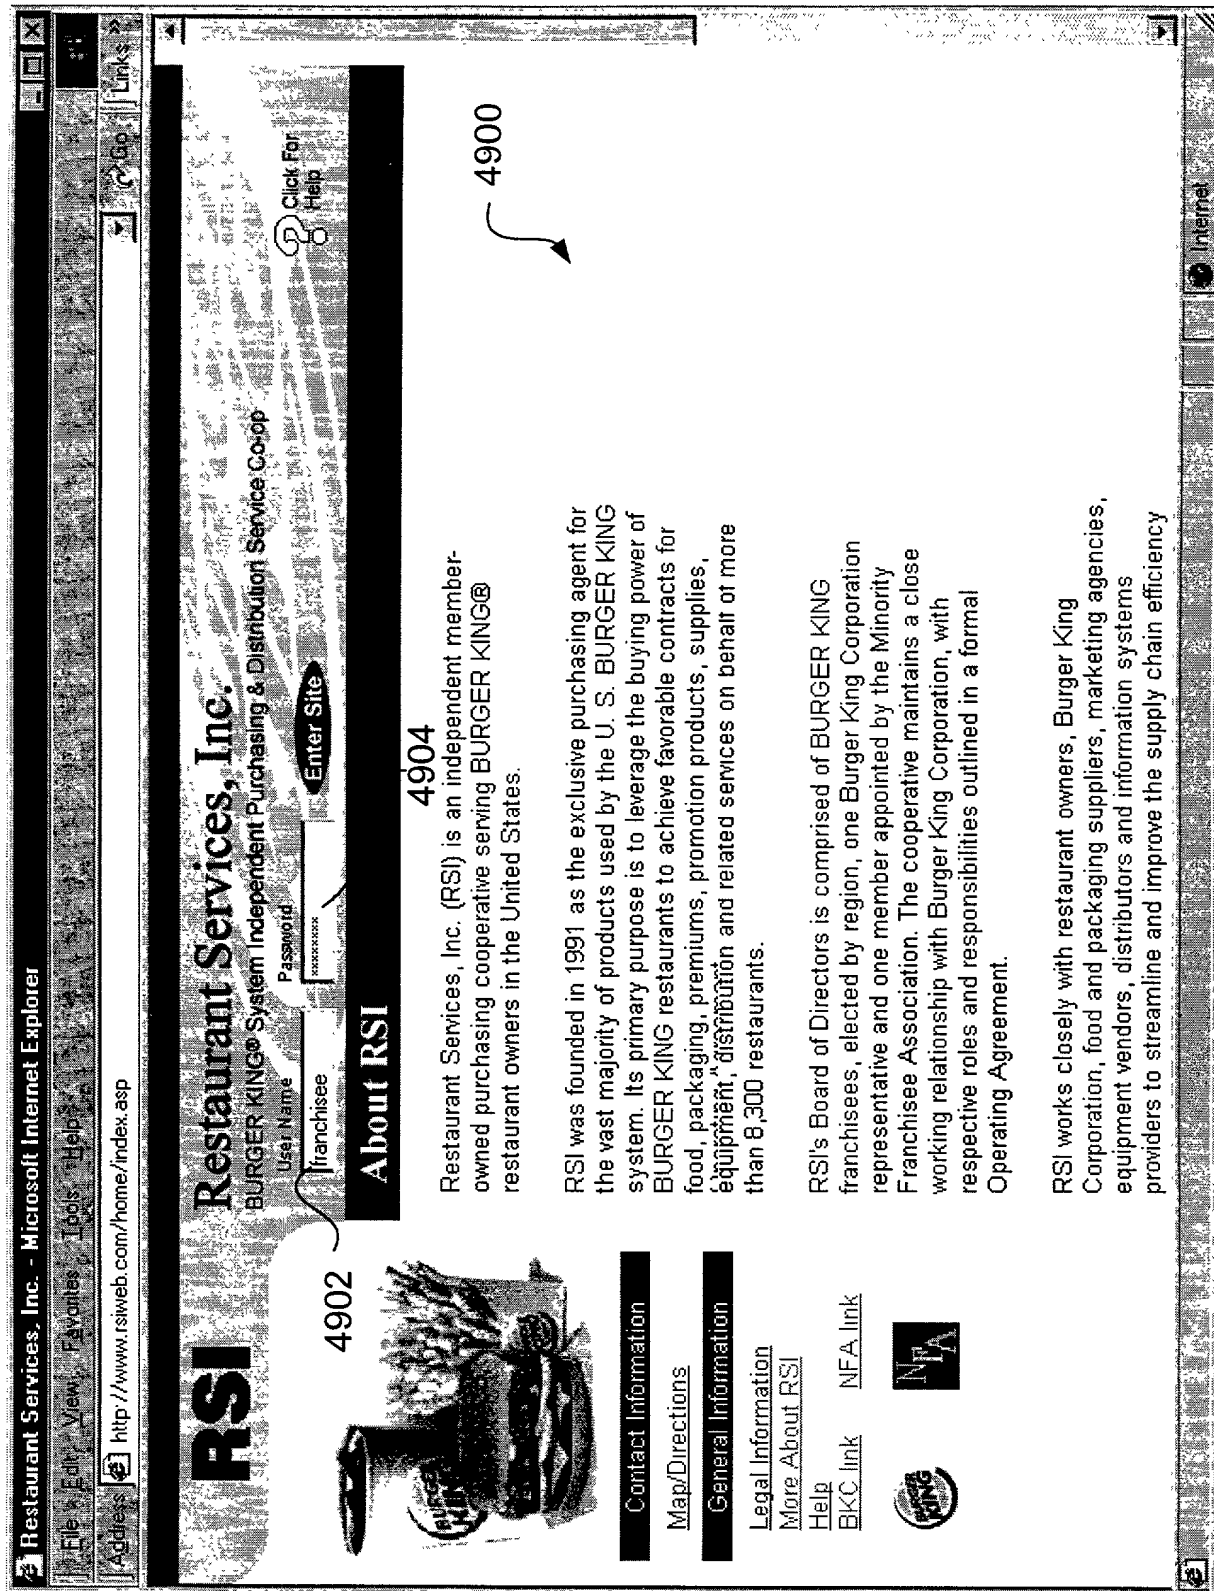 Restaurant Services, Inc. - Microsoft Internet Explorer
File Edit View Favorites Tools Help
Address http://www.rsiweb.com/home/index.asp Go Links »
RSI
Restaurant Services, Inc.
BURGER KING® System Independent Purchasing & Distribution Service Co-op
User Name Password
franchisee ********* Enter Site Click For Help
4902
4904
4900
About RSI
BURGER KING
Contact Information
Map/Directions
General Information
Legal Information
More About RSI
Help
BKC link NFA link
BURGER KING NFA
Restaurant Services, Inc. (RSI) is an independent member-
owned purchasing cooperative serving BURGER KING®
restaurant owners in the United States.
RSI was founded in 1991 as the exclusive purchasing agent for
the vast majority of products used by the U. S. BURGER KING
system. Its primary purpose is to leverage the buying power of
BURGER KING restaurants to achieve favorable contracts for
food, packaging, premiums, promotion products, supplies,
equipment, distribution and related services on behalf of more
than 8,300 restaurants.
RSI's Board of Directors is comprised of BURGER KING
franchisees, elected by region, one Burger King Corporation
representative and one member appointed by the Minority
Franchisee Association. The cooperative maintains a close
working relationship with Burger King Corporation, with
respective roles and responsibilities outlined in a formal
Operating Agreement.
RSI works closely with restaurant owners, Burger King
Corporation, food and packaging suppliers, marketing agencies,
equipment vendors, distributors and information systems
providers to streamline and improve the supply chain efficiency
Internet